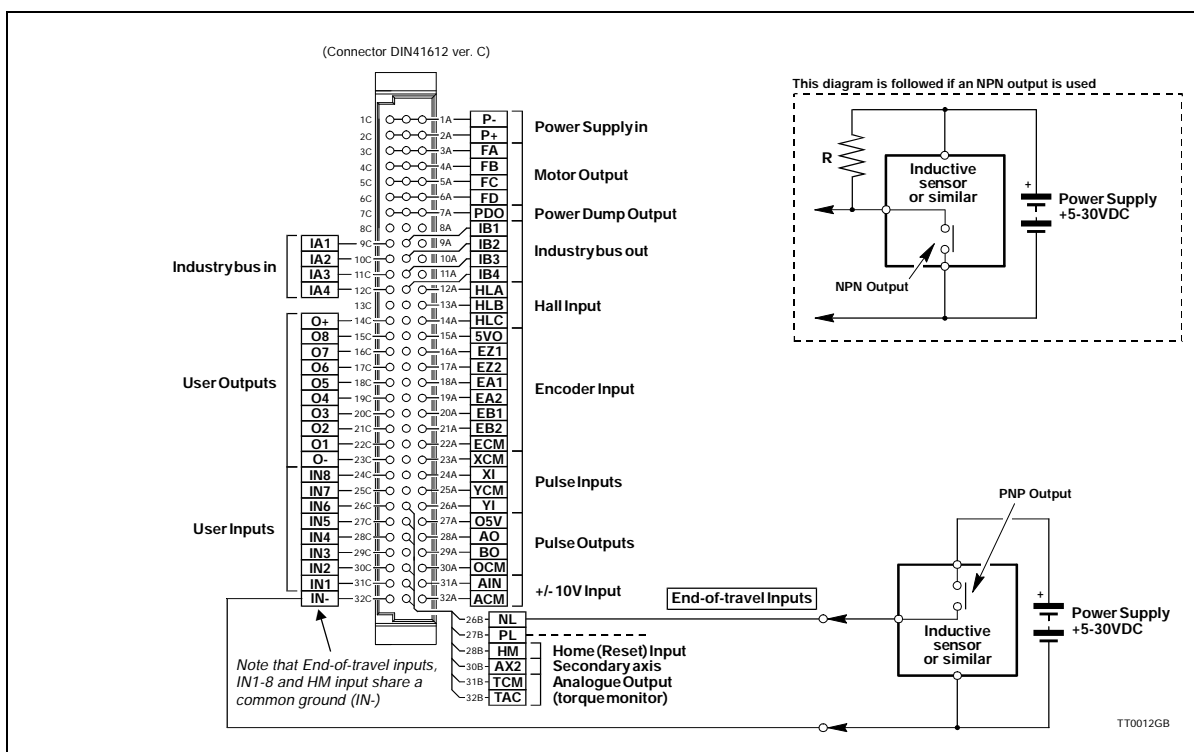 (Connector DIN41612 ver. C)
1C 1A P-
2C 2A P+
Power Supply in
3C 3A FA
4C 4A FB
5C 5A FC
6C 6A FD
Motor Output
7C 7A PDO
Power Dump Output
8C 8A IB1
IA1 9C 9A IB2
IA2 10C 10A IB3
IA3 11C 11A IB4
IA4 12C
Industry bus in
Industry bus out
12A HLA
13C 13A HLB
O+ 14C 14A HLC
Hall Input
O8 15C 15A 5VO
O7 16C 16A EZ1
O6 17C 17A EZ2
O5 18C 18A EA1
O4 19C 19A EA2
O3 20C 20A EB1
O2 21C 21A EB2
O1 22C 22A ECM
User Outputs
Encoder Input
O- 23C 23A XCM
IN8 24C 24A XI
IN7 25C 25A YCM
IN6 26C 26A YI
Pulse Inputs
IN5 27C 27A O5V
IN4 28C 28A AO
IN3 29C 29A BO
IN2 30C 30A OCM
User Inputs
Pulse Outputs
IN1 31C 31A AIN
IN- 32C 32A ACM
+/- 10V Input
26B NL
27B PL
28B HM Home (Reset) Input
30B AX2 Secondary axis
31B TCM Analogue Output
32B TAC (torque monitor)
Note that End-of-travel inputs,
IN1-8 and HM input share a
common ground (IN-)
This diagram is followed if an NPN output is used
R
Inductive
sensor
or similar
+
Power Supply
+5-30VDC
NPN Output
End-of-travel Inputs
PNP Output
Inductive
sensor
or similar
+
Power Supply
+5-30VDC
TT0012GB